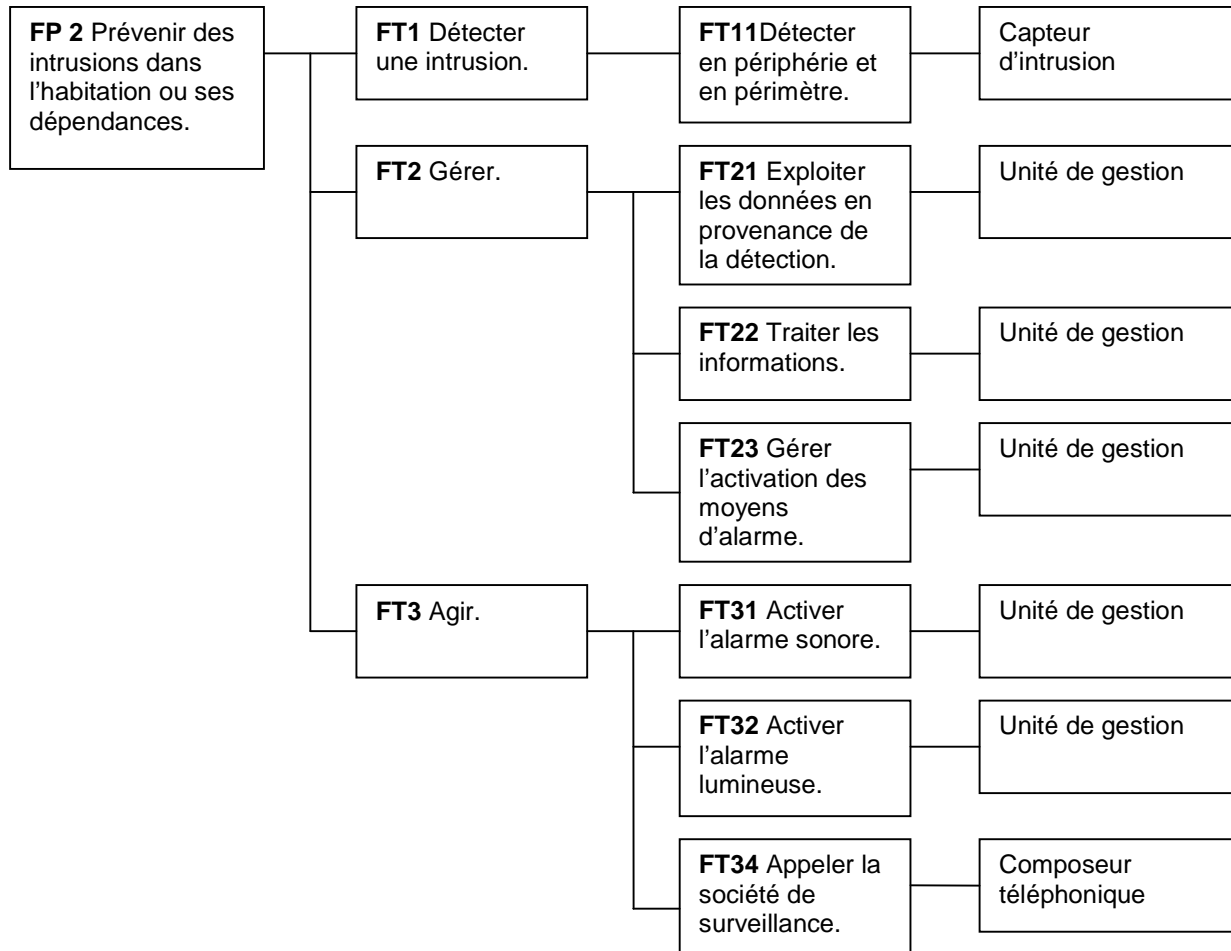 FP 2 Prévenir des
intrusions dans
l'habitation ou ses
dépendances.
FT1 Détecter
une intrusion.
FT11Détecter
en périphérie et
en périmètre.
Capteur
d'intrusion
FT2 Gérer.
FT21 Exploiter
les données en
provenance de
la détection.
Unité de gestion
FT22 Traiter les
informations.
Unité de gestion
FT23 Gérer
l'activation des
moyens
d'alarme.
Unité de gestion
FT3 Agir.
FT31 Activer
l'alarme sonore.
Unité de gestion
FT32 Activer
l'alarme
lumineuse.
Unité de gestion
FT34 Appeler la
société de
surveillance.
Composeur
téléphonique